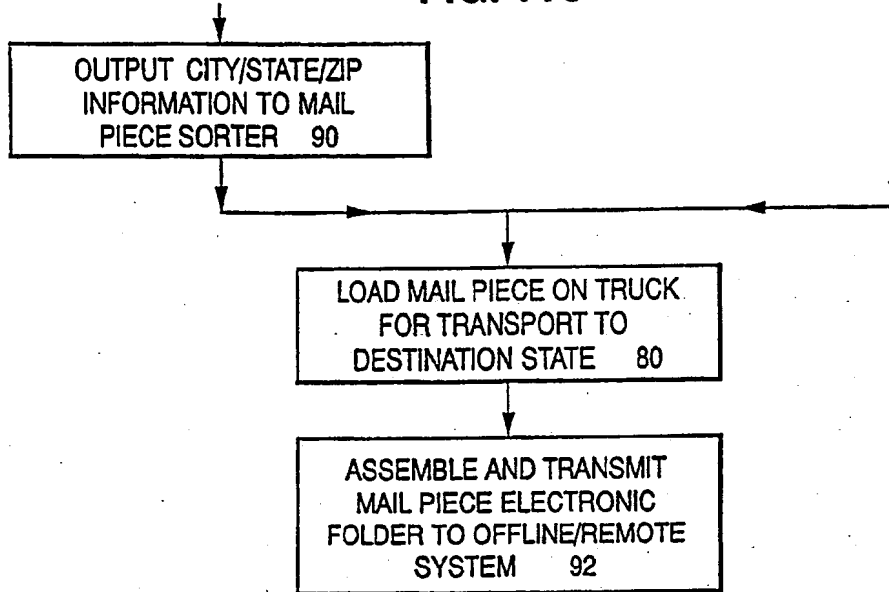 OUTPUT CITY/STATE/ZIP
INFORMATION TO MAIL
PIECE SORTER 90
LOAD MAIL PIECE ON TRUCK
FOR TRANSPORT TO
DESTINATION STATE 80
ASSEMBLE AND TRANSMIT
MAIL PIECE ELECTRONIC
FOLDER TO OFFLINE/REMOTE
SYSTEM 92